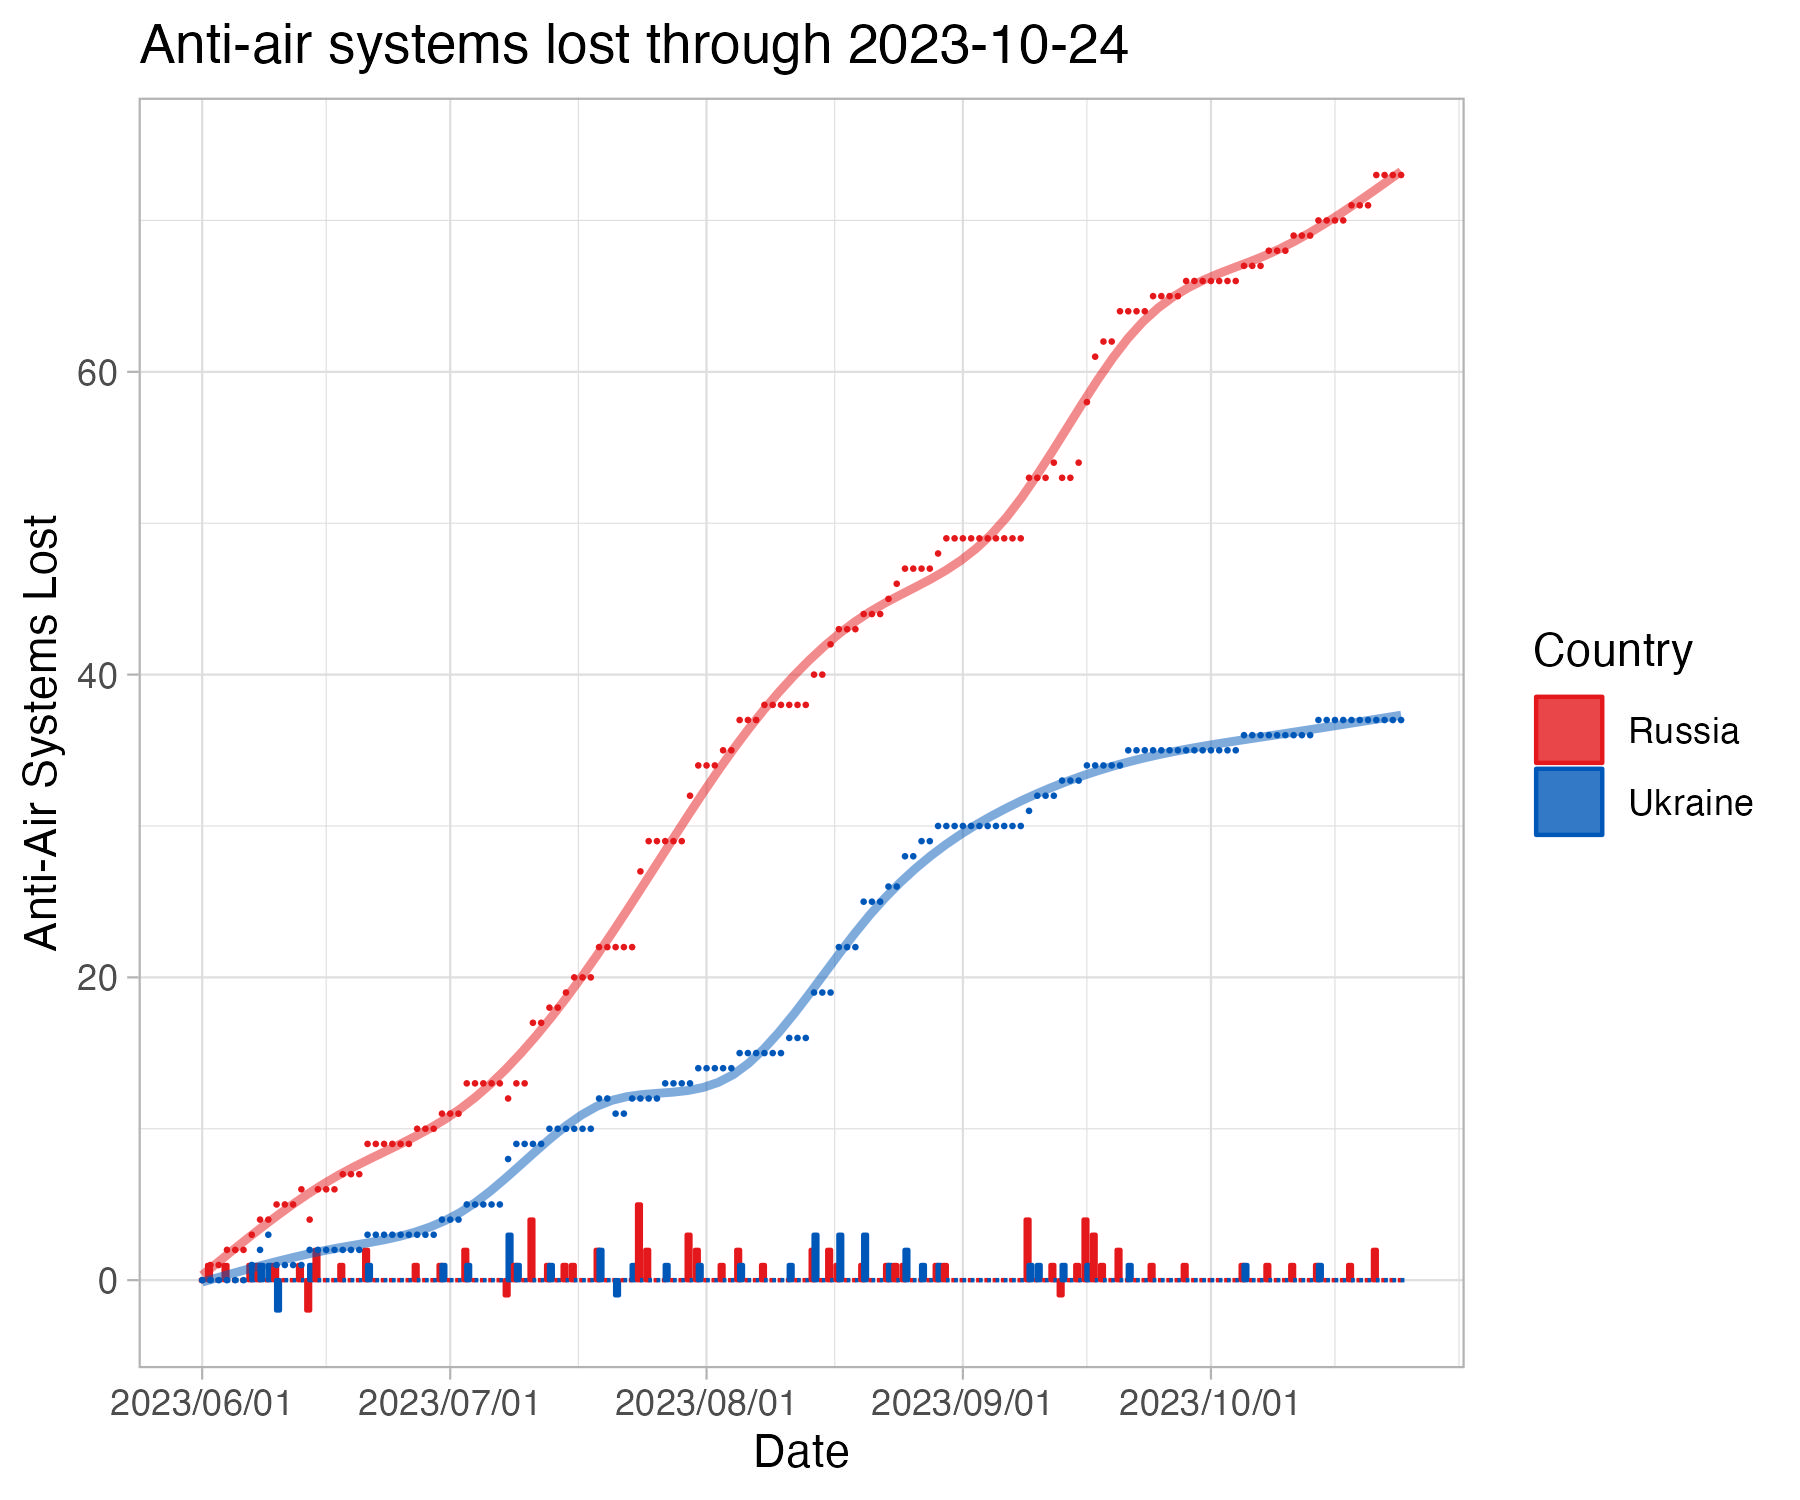 Anti-air systems lost through 2023-10-24
Anti-Air Systems Lost
60
40
20
0
2023/06/01
2023/07/01
2023/08/01
2023/09/01
2023/10/01
Date
Country
Russia
Ukraine